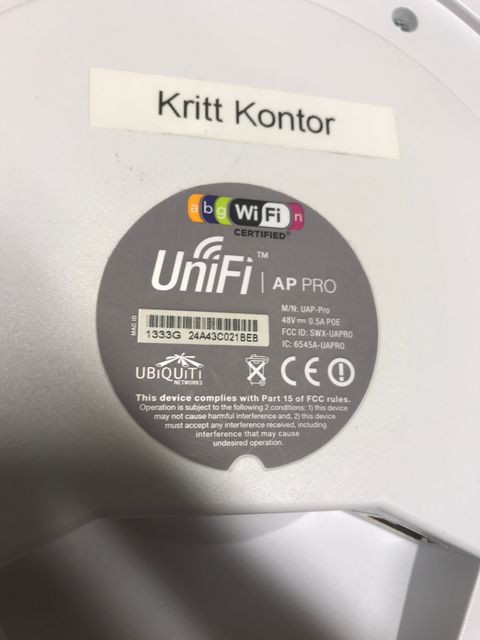 Kritt Kontor
a b g Wi Fi n
CERTIFIED®
UniFi™ | AP PRO
MAC ID
1333G 24A43C021BEB
M/N: UAP-Pro
48V ⎓ 0.5A POE
FCC ID: SWX-UAPRO
IC: 6545A-UAPRO
UBiQUiTi
NETWORKS
CE
This device complies with Part 15 of FCC rules.
Operation is subject to the following 2 conditions: 1) this device
may not cause harmful interference and, 2) this device
must accept any interference received, including
interference that may cause
undesired operation.